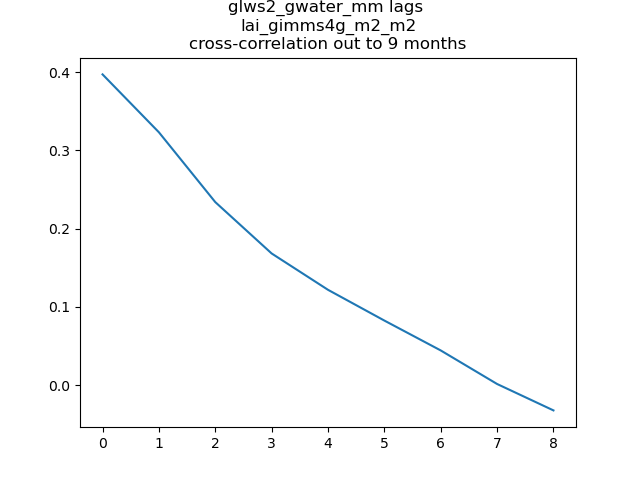 glws2_gwater_mm lags
lai_gimms4g_m2_m2
cross-correlation out to 9 months
0.4
0.3
0.2
0.1
0.0
0 1 2 3 4 5 6 7 8